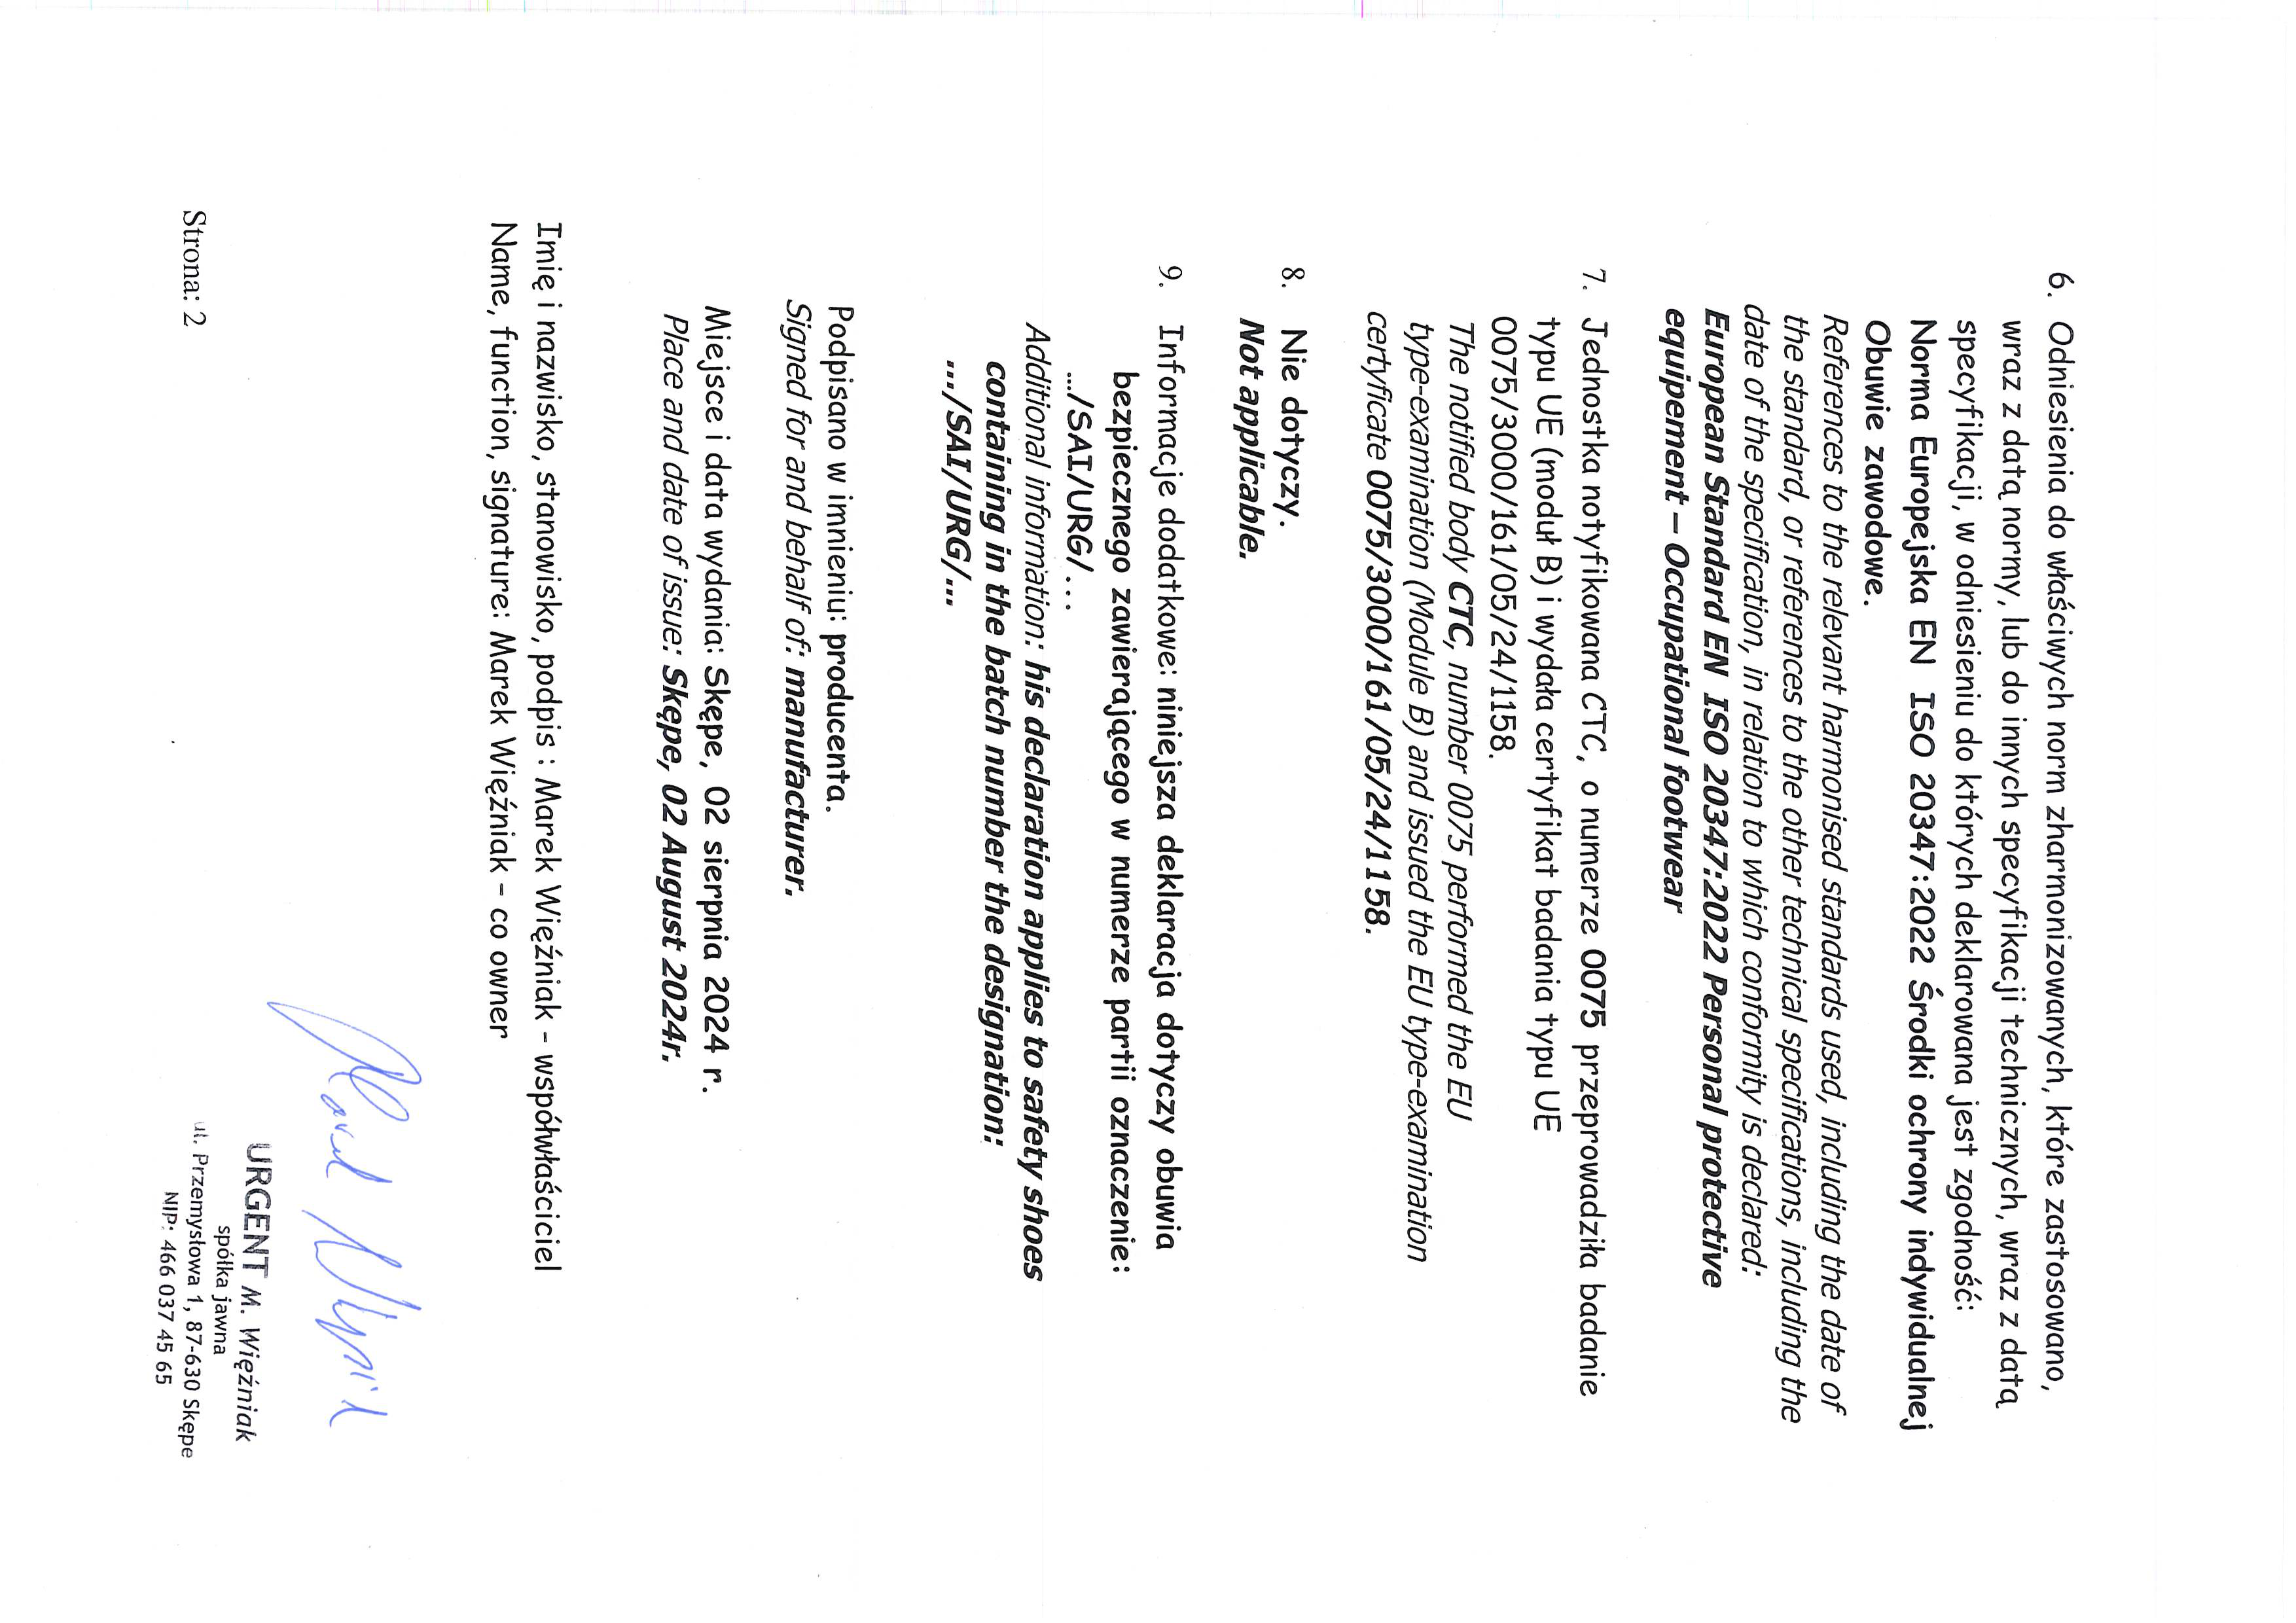 6. Odniesienia do właściwych norm zharmonizowanych, które zastosowano,
wraz z datą normy, lub do innych specyfikacji technicznych, wraz z datą
specyfikacji, w odniesieniu do których deklarowana jest zgodność:
Norma Europejska EN ISO 20347:2022 Środki ochrony indywidualnej
Obuwie zawodowe.
References to the relevant harmonised standards used, including the date of
the standard, or references to the other technical specifications, including the
date of the specification, in relation to which conformity is declared:
European Standard EN ISO 20347:2022 Personal protective
equipement – Occupational footwear
7. Jednostka notyfikowana CTC, o numerze 0075 przeprowadziła badanie
typu UE (moduł B) i wydała certyfikat badania typu UE
0075/3000/161/05/24/1158.
The notified body CTC, number 0075 performed the EU
type-examination (Module B) and issued the EU type-examination
certyficate 0075/3000/161/05/24/1158.
8. Nie dotyczy.
Not applicable.
9. Informacje dodatkowe: niniejsza deklaracja dotyczy obuwia
bezpiecznego zawierającego w numerze partii oznaczenie:
.../SAI/URG/...
Additional information: his declaration applies to safety shoes
containing in the batch number the designation:
.../SAI/URG/...
Podpisano w imnieniu: producenta.
Signed for and behalf of: manufacturer.
Miejsce i data wydania: Skępe, 02 sierpnia 2024 r.
Place and date of issue: Skępe, 02 August 2024r.
Imię i nazwisko, stanowisko, podpis : Marek Więźniak – współwłaściciel
Name, function, signature: Marek Więźniak – co owner
URGENT M. Więźniak
spółka jawna
ul. Przemysłowa 1, 87-630 Skępe
NIP: 466 037 45 65
Strona: 2